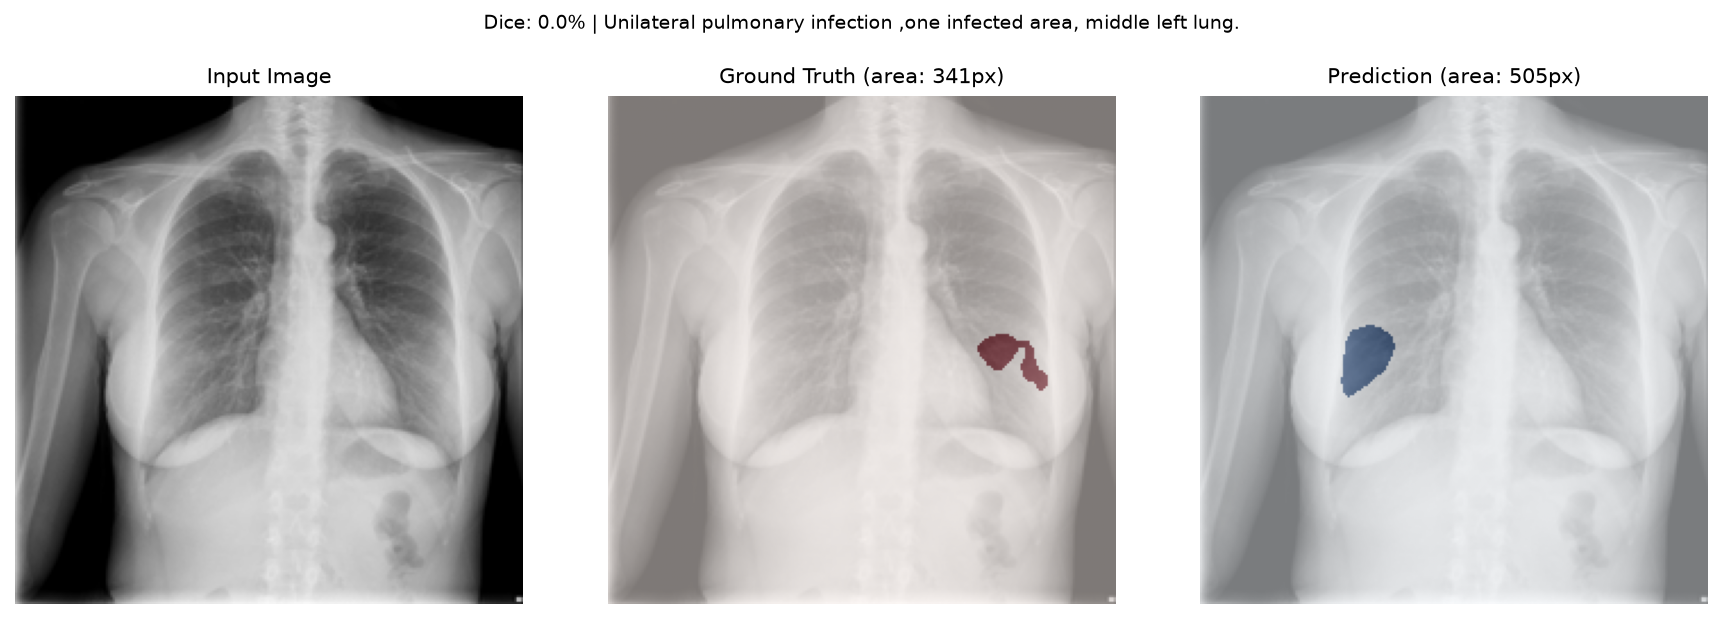 Dice: 0.0% | Unilateral pulmonary infection ,one infected area, middle left lung.
Input Image
Ground Truth (area: 341px)
Prediction (area: 505px)